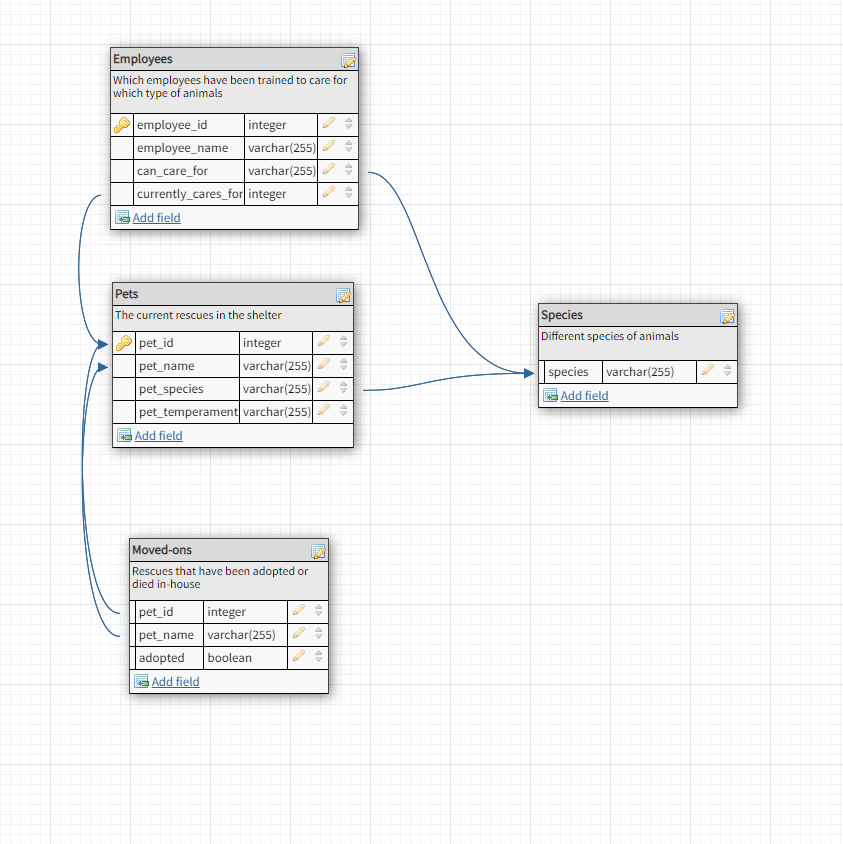 Employees
Which employees have been trained to care for
which type of animals
employee_id integer
employee_name varchar(255)
can_care_for varchar(255)
currently_cares_for integer
Add field
Pets
The current rescues in the shelter
pet_id integer
pet_name varchar(255)
pet_species varchar(255)
pet_temperament varchar(255)
Add field
Species
Different species of animals
species varchar(255)
Add field
Moved-ons
Rescues that have been adopted or
died in-house
pet_id integer
pet_name varchar(255)
adopted boolean
Add field